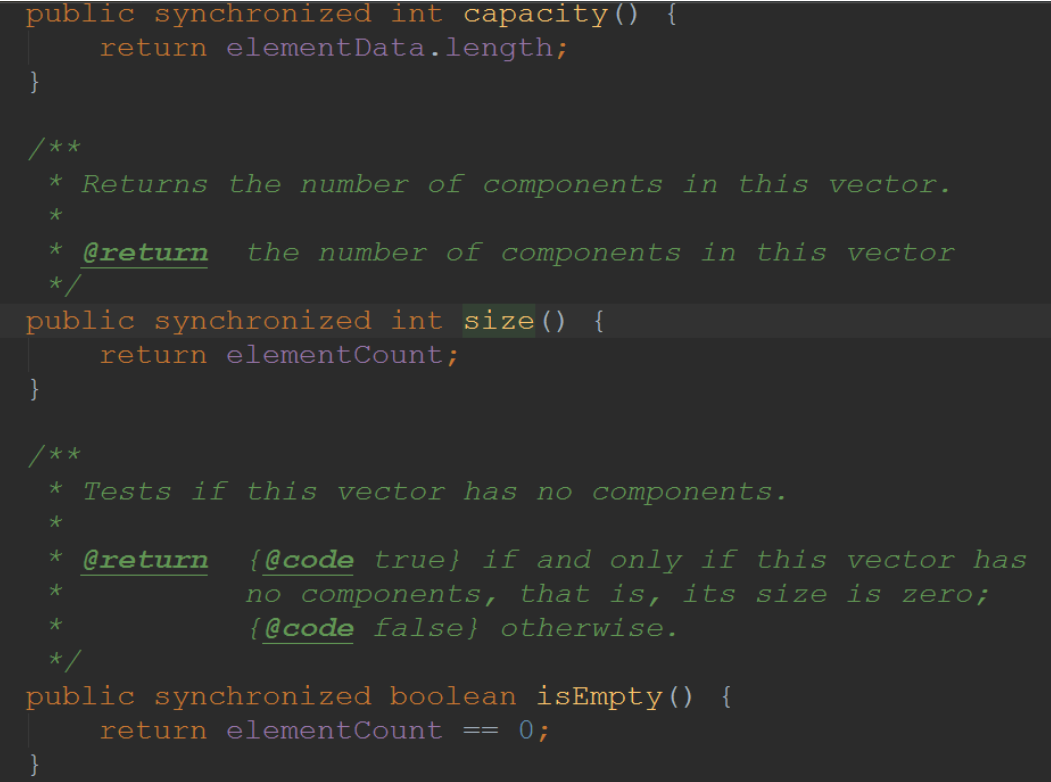 public synchronized int capacity() {
    return elementData.length;
}

/**
 * Returns the number of components in this vector.
 *
 * @return  the number of components in this vector
 */
public synchronized int size() {
    return elementCount;
}

/**
 * Tests if this vector has no components.
 *
 * @return  {@code true} if and only if this vector has
 *          no components, that is, its size is zero;
 *          {@code false} otherwise.
 */
public synchronized boolean isEmpty() {
    return elementCount == 0;
}